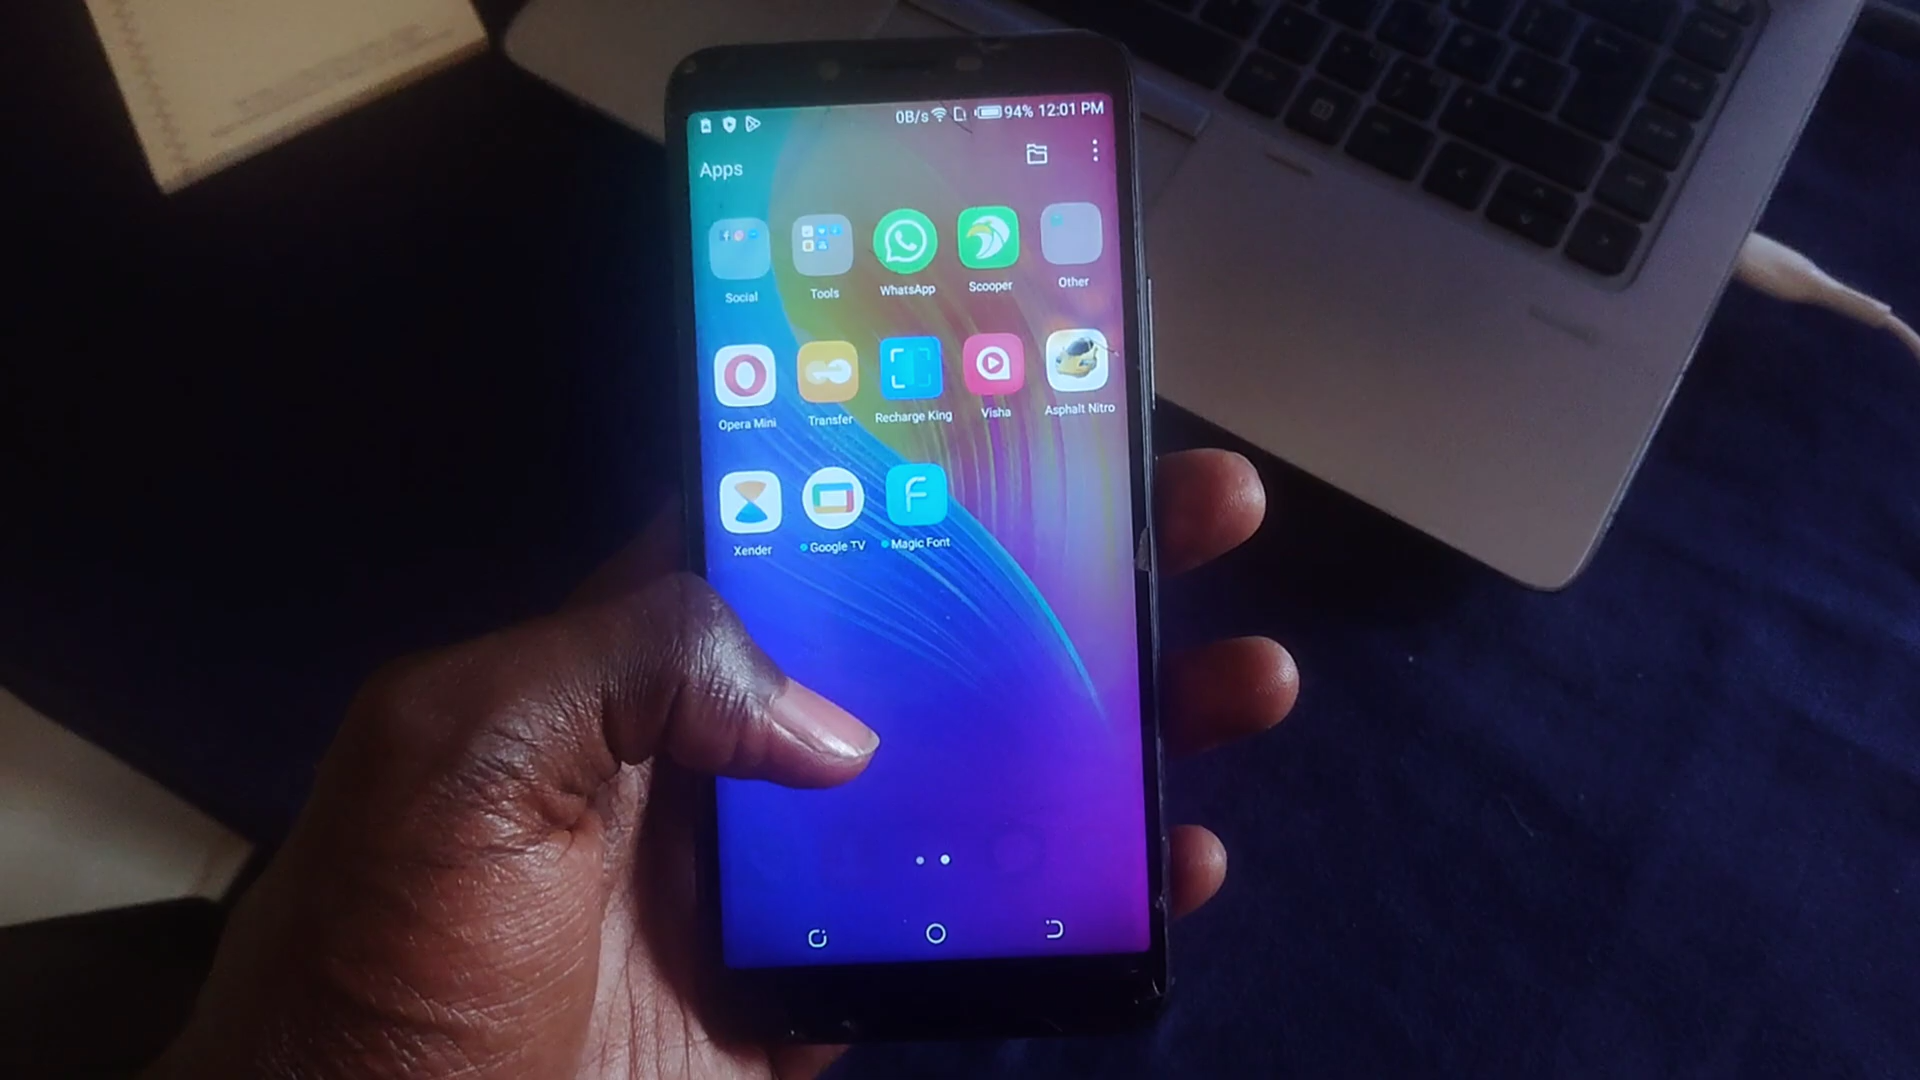 0B/s 94% 12:01 PM
Apps
Social Tools WhatsApp Scooper Other
Opera Mini Transfer Recharge King Visha Asphalt Nitro
Xender Google TV Magic Font